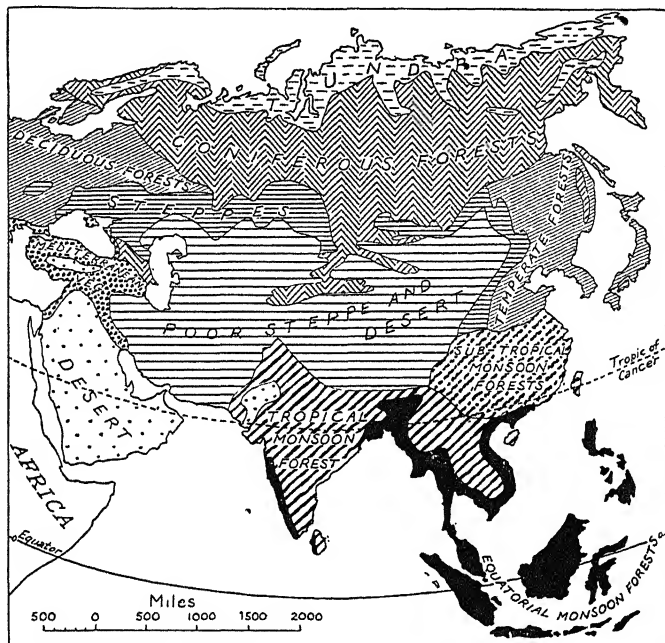 TUNDRA
CONIFEROUS FORESTS
DECIDUOUS FORESTS
STEPPES
TEMPERATE FORESTS
MEDIT.
POOR STEPPE AND
DESERT
DESERT
SUB-TROPICAL
MONSOON
FORESTS
Tropic of
Cancer
TROPICAL
MONSOON
FOREST
AFRICA
Equator
EQUATORIAL MONSOON FORESTS
Miles
500 0 500 1000 1500 2000